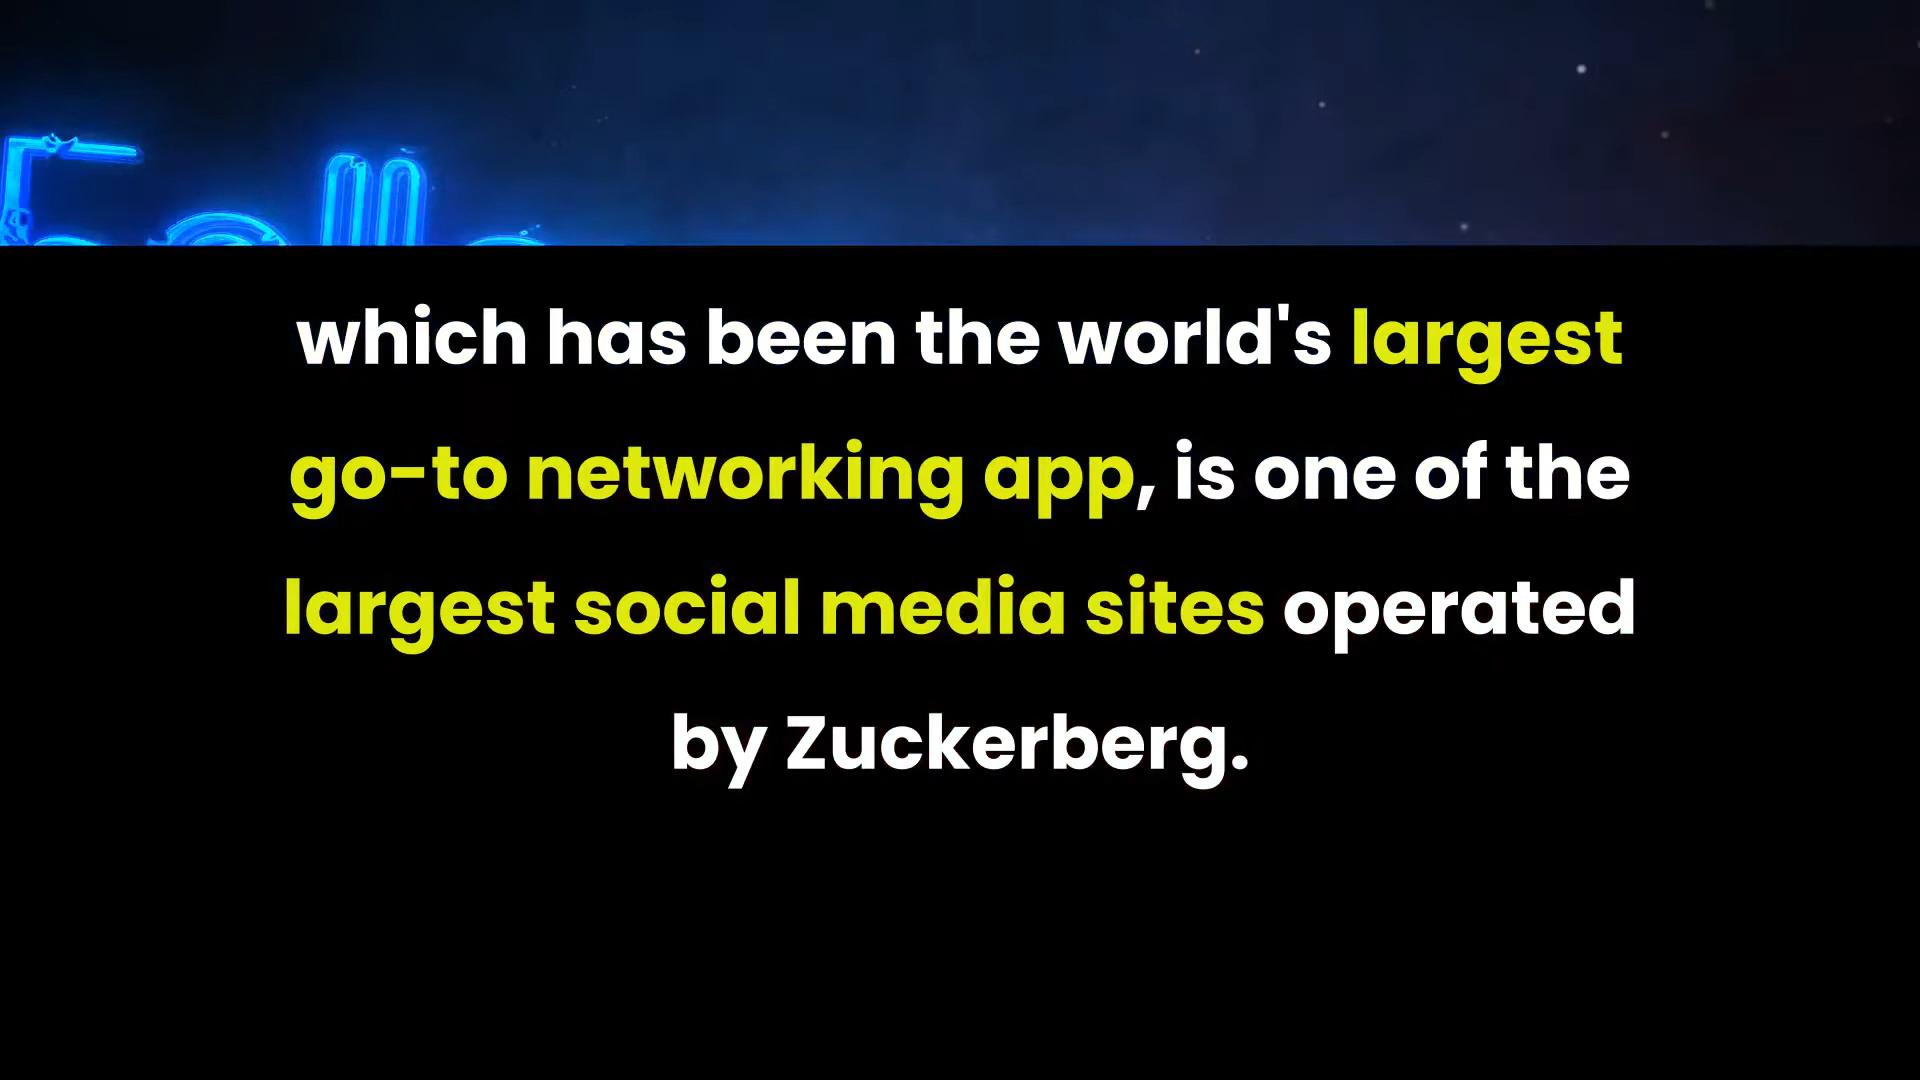 which has been the world's largest
go-to networking app, is one of the
largest social media sites operated
by Zuckerberg.